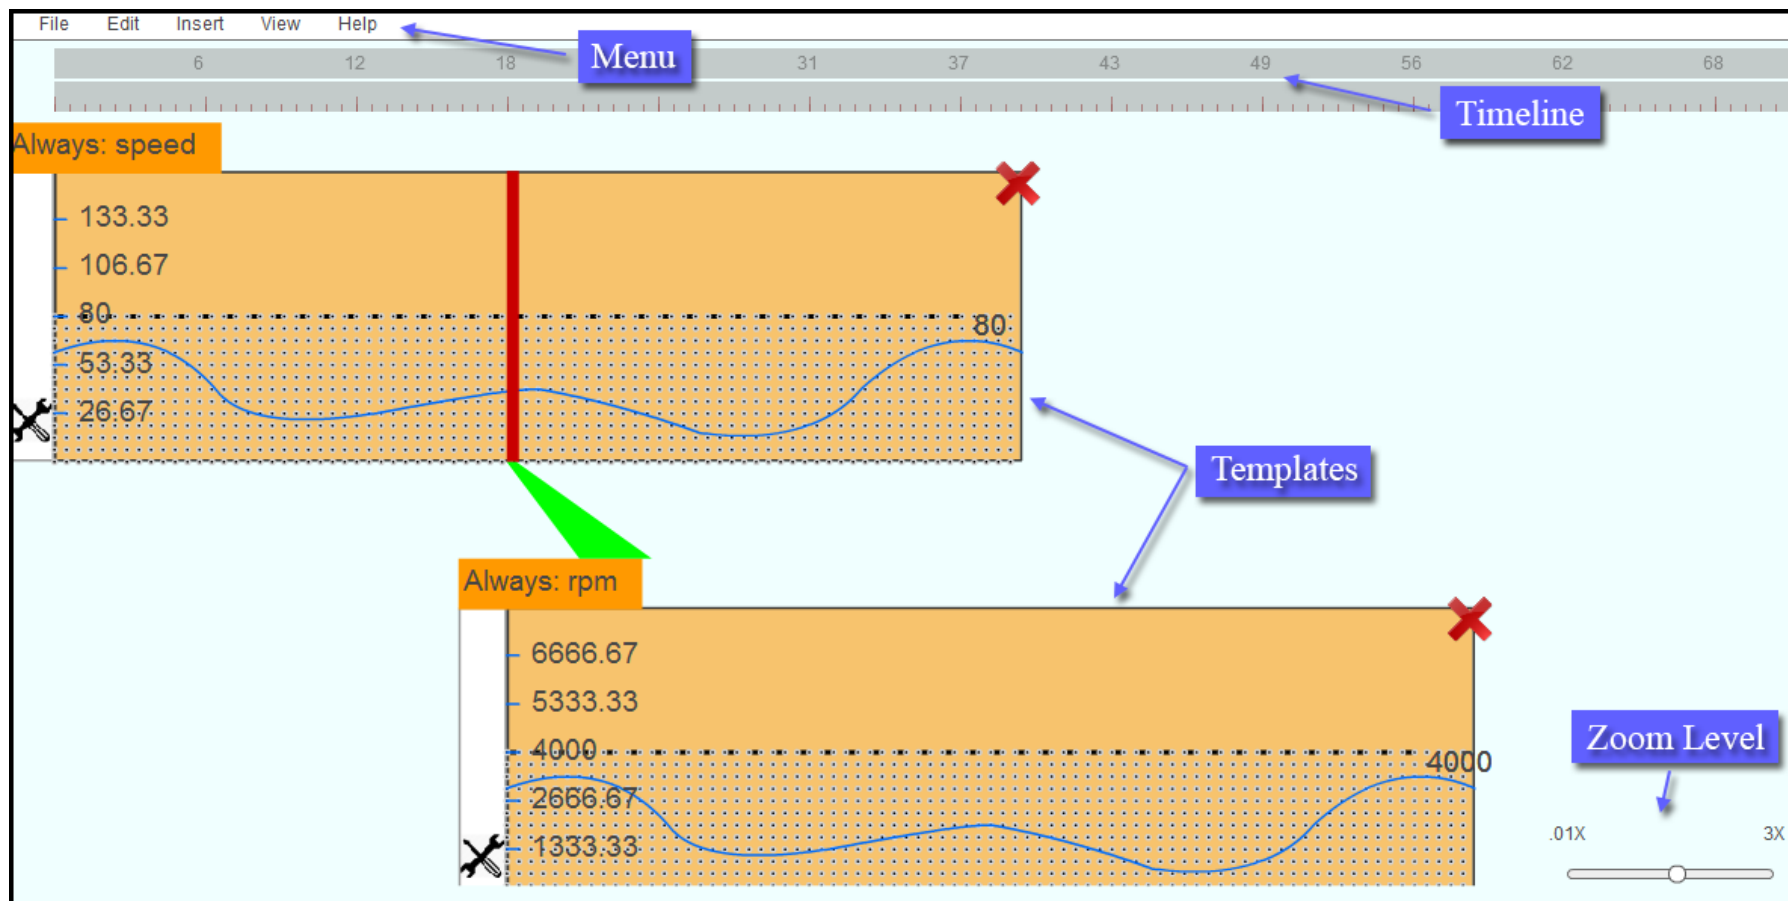 File Edit Insert View Help
Menu
6 12 18 31 37 43 49 56 62 68
Timeline
Always: speed
133.33
106.67
80
80
53.33
26.67
Templates
Always: rpm
6666.67
5333.33
4000
4000
2666.67
1333.33
Zoom Level
.01X 3X